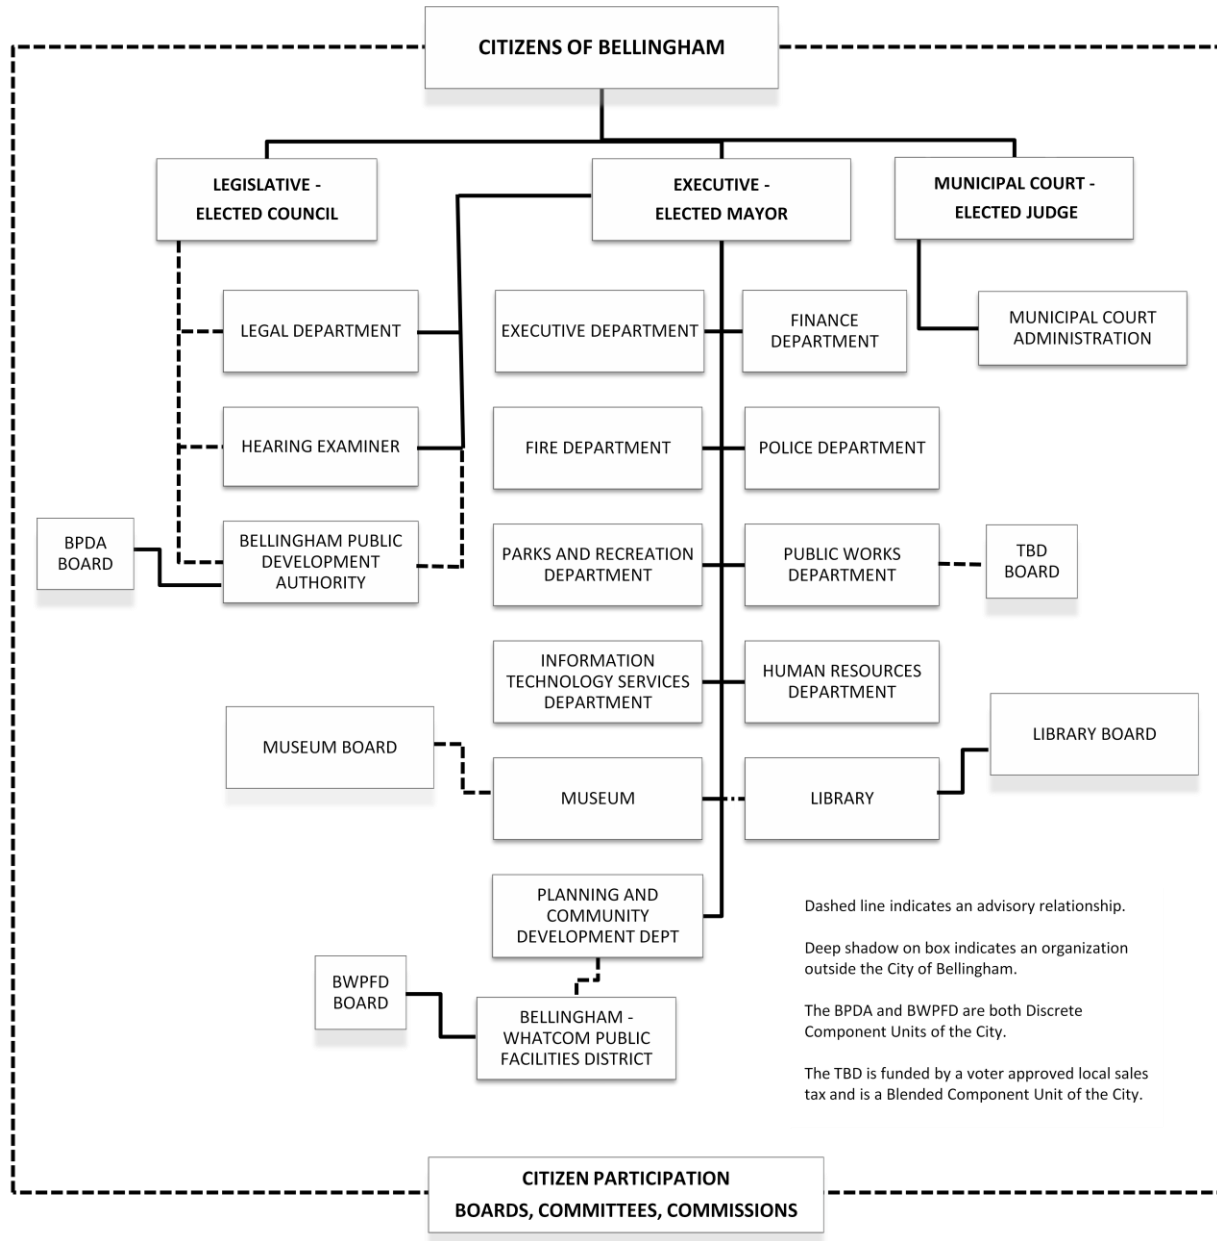 CITIZENS OF BELLINGHAM
LEGISLATIVE -
ELECTED COUNCIL
EXECUTIVE -
ELECTED MAYOR
MUNICIPAL COURT -
ELECTED JUDGE
LEGAL DEPARTMENT
EXECUTIVE DEPARTMENT
FINANCE
DEPARTMENT
MUNICIPAL COURT
ADMINISTRATION
HEARING EXAMINER
FIRE DEPARTMENT
POLICE DEPARTMENT
BPDA
BOARD
BELLINGHAM PUBLIC
DEVELOPMENT
AUTHORITY
PARKS AND RECREATION
DEPARTMENT
PUBLIC WORKS
DEPARTMENT
TBD
BOARD
INFORMATION
TECHNOLOGY SERVICES
DEPARTMENT
HUMAN RESOURCES
DEPARTMENT
MUSEUM BOARD
LIBRARY BOARD
MUSEUM
LIBRARY
PLANNING AND
COMMUNITY
DEVELOPMENT DEPT
BWPFD
BOARD
BELLINGHAM -
WHATCOM PUBLIC
FACILITIES DISTRICT
Dashed line indicates an advisory relationship.
Deep shadow on box indicates an organization
outside the City of Bellingham.
The BPDA and BWPFD are both Discrete
Component Units of the City.
The TBD is funded by a voter approved local sales
tax and is a Blended Component Unit of the City.
CITIZEN PARTICIPATION
BOARDS, COMMITTEES, COMMISSIONS